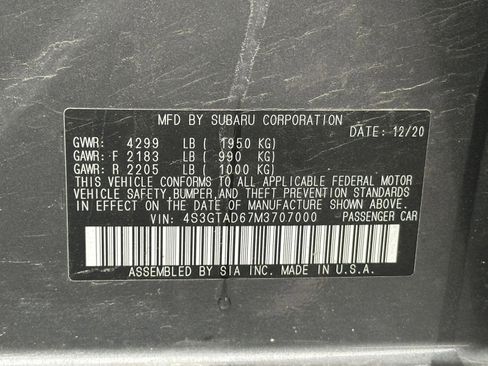 MFD BY SUBARU CORPORATION
DATE: 12/20
GVWR: 4299 LB ( 1950 KG)
GAWR: F 2183 LB ( 990 KG)
GAWR: R 2205 LB ( 1000 KG)
THIS VEHICLE CONFORMS TO ALL APPLICABLE FEDERAL MOTOR
VEHICLE SAFETY BUMPER, AND THEFT PREVENTION STANDARDS
IN EFFECT ON THE DATE OF MANUFACTURE SHOWN ABOVE.
VIN: 4S3GTAD67M3707000 PASSENGER CAR
ASSEMBLED BY SIA INC. MADE IN U.S.A.